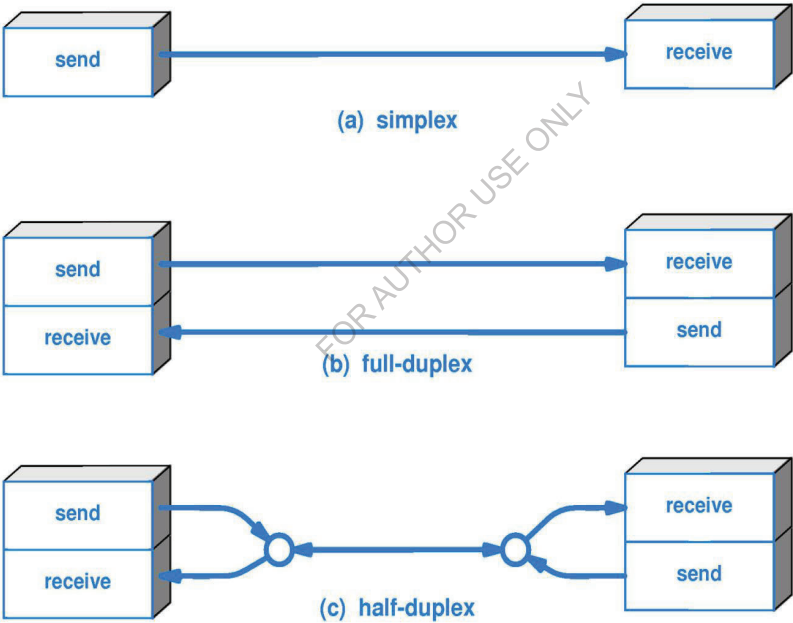 send
receive
(a) simplex
FOR AUTHOR USE ONLY
send
receive
receive
send
(b) full-duplex
send
receive
receive
send
(c) half-duplex